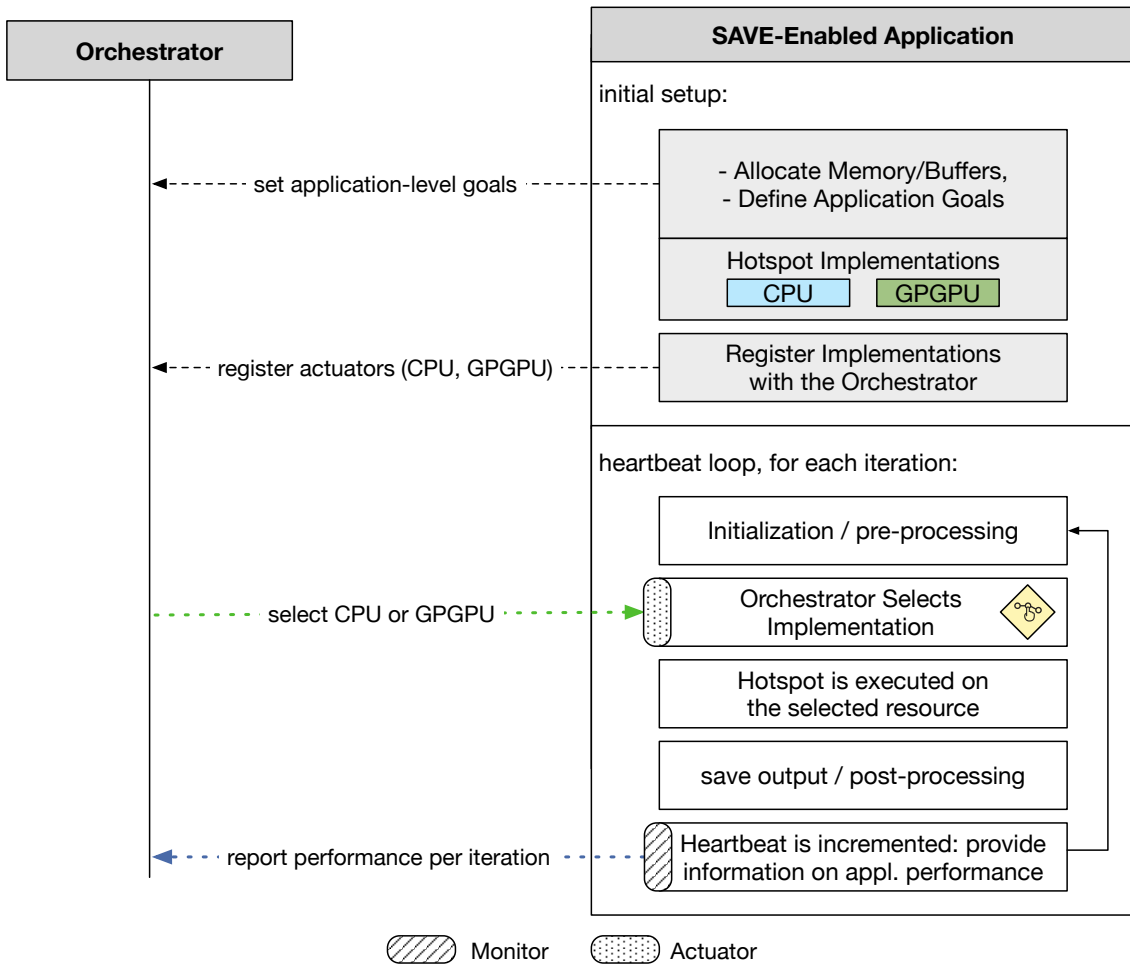 Orchestrator
SAVE-Enabled Application
initial setup:
- Allocate Memory/Buffers,
- Define Application Goals
set application-level goals
Hotspot Implementations
CPU
GPGPU
register actuators (CPU, GPGPU)
Register Implementations
with the Orchestrator
heartbeat loop, for each iteration:
Initialization / pre-processing
select CPU or GPGPU
Orchestrator Selects
Implementation
Hotspot is executed on
the selected resource
save output / post-processing
report performance per iteration
Heartbeat is incremented: provide
information on appl. performance
Monitor
Actuator